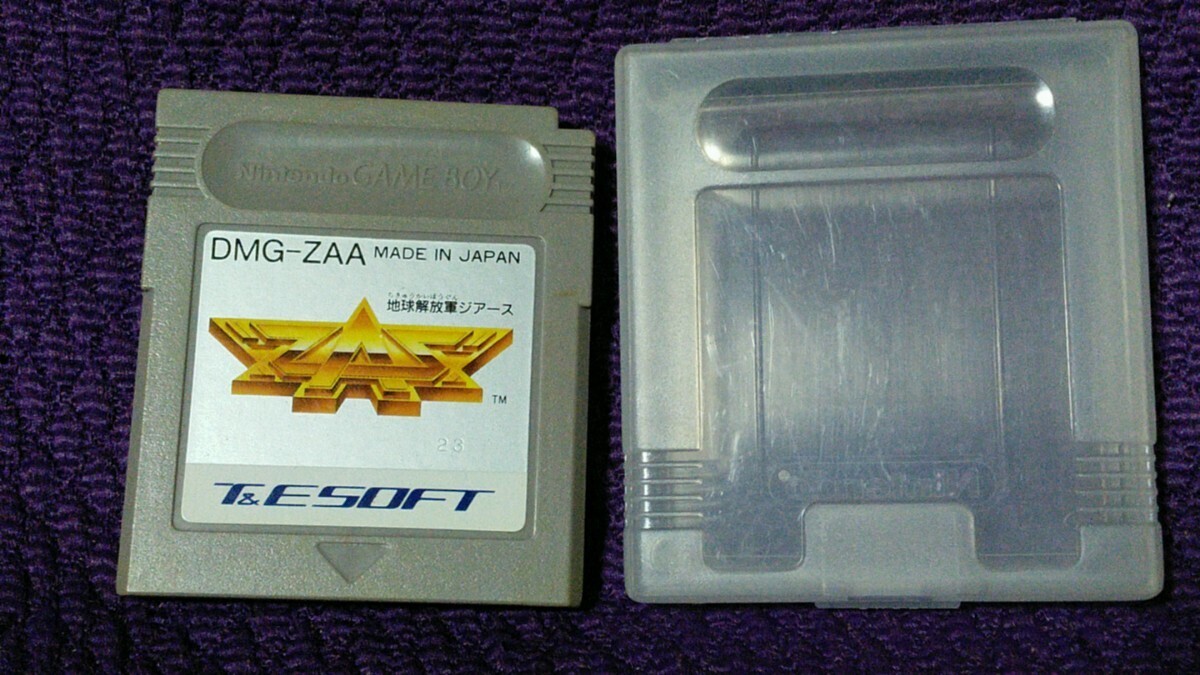 Nintendo GAME BOY
DMG-ZAA MADE IN JAPAN
ちきゅうかいほうぐん
地球解放軍ジアース
ZAS
TM
23
T&ESOFT